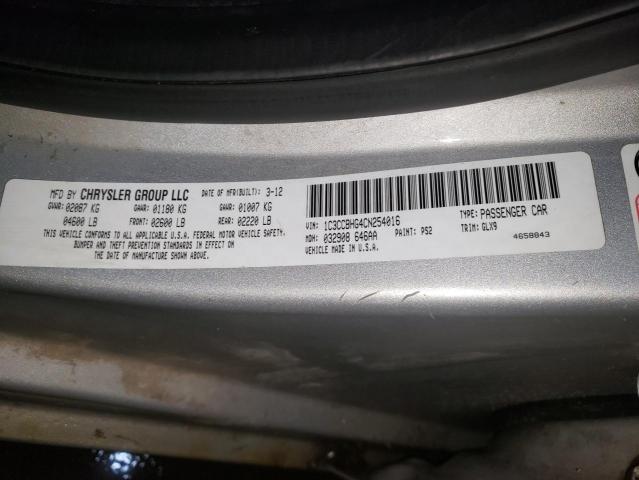 MFD BY CHRYSLER GROUP LLC DATE OF MFR(BUILT): 3-12
GVWR: 02087 KG GAWR: 01180 KG GAWR: 01007 KG
04600 LB FRONT: 02600 LB REAR: 02220 LB
THIS VEHICLE CONFORMS TO ALL APPLICABLE U.S.A. FEDERAL MOTOR VEHICLE SAFETY,
BUMPER AND THEFT PREVENTION STANDARDS IN EFFECT ON
THE DATE OF MANUFACTURE SHOWN ABOVE.
VIN: 1C3CCBHG4CN254016 TYPE: PASSENGER CAR
MDH: 032908 646AA PAINT: PS2 TRIM: GLX9
VEHICLE MADE IN U.S.A. 4658843